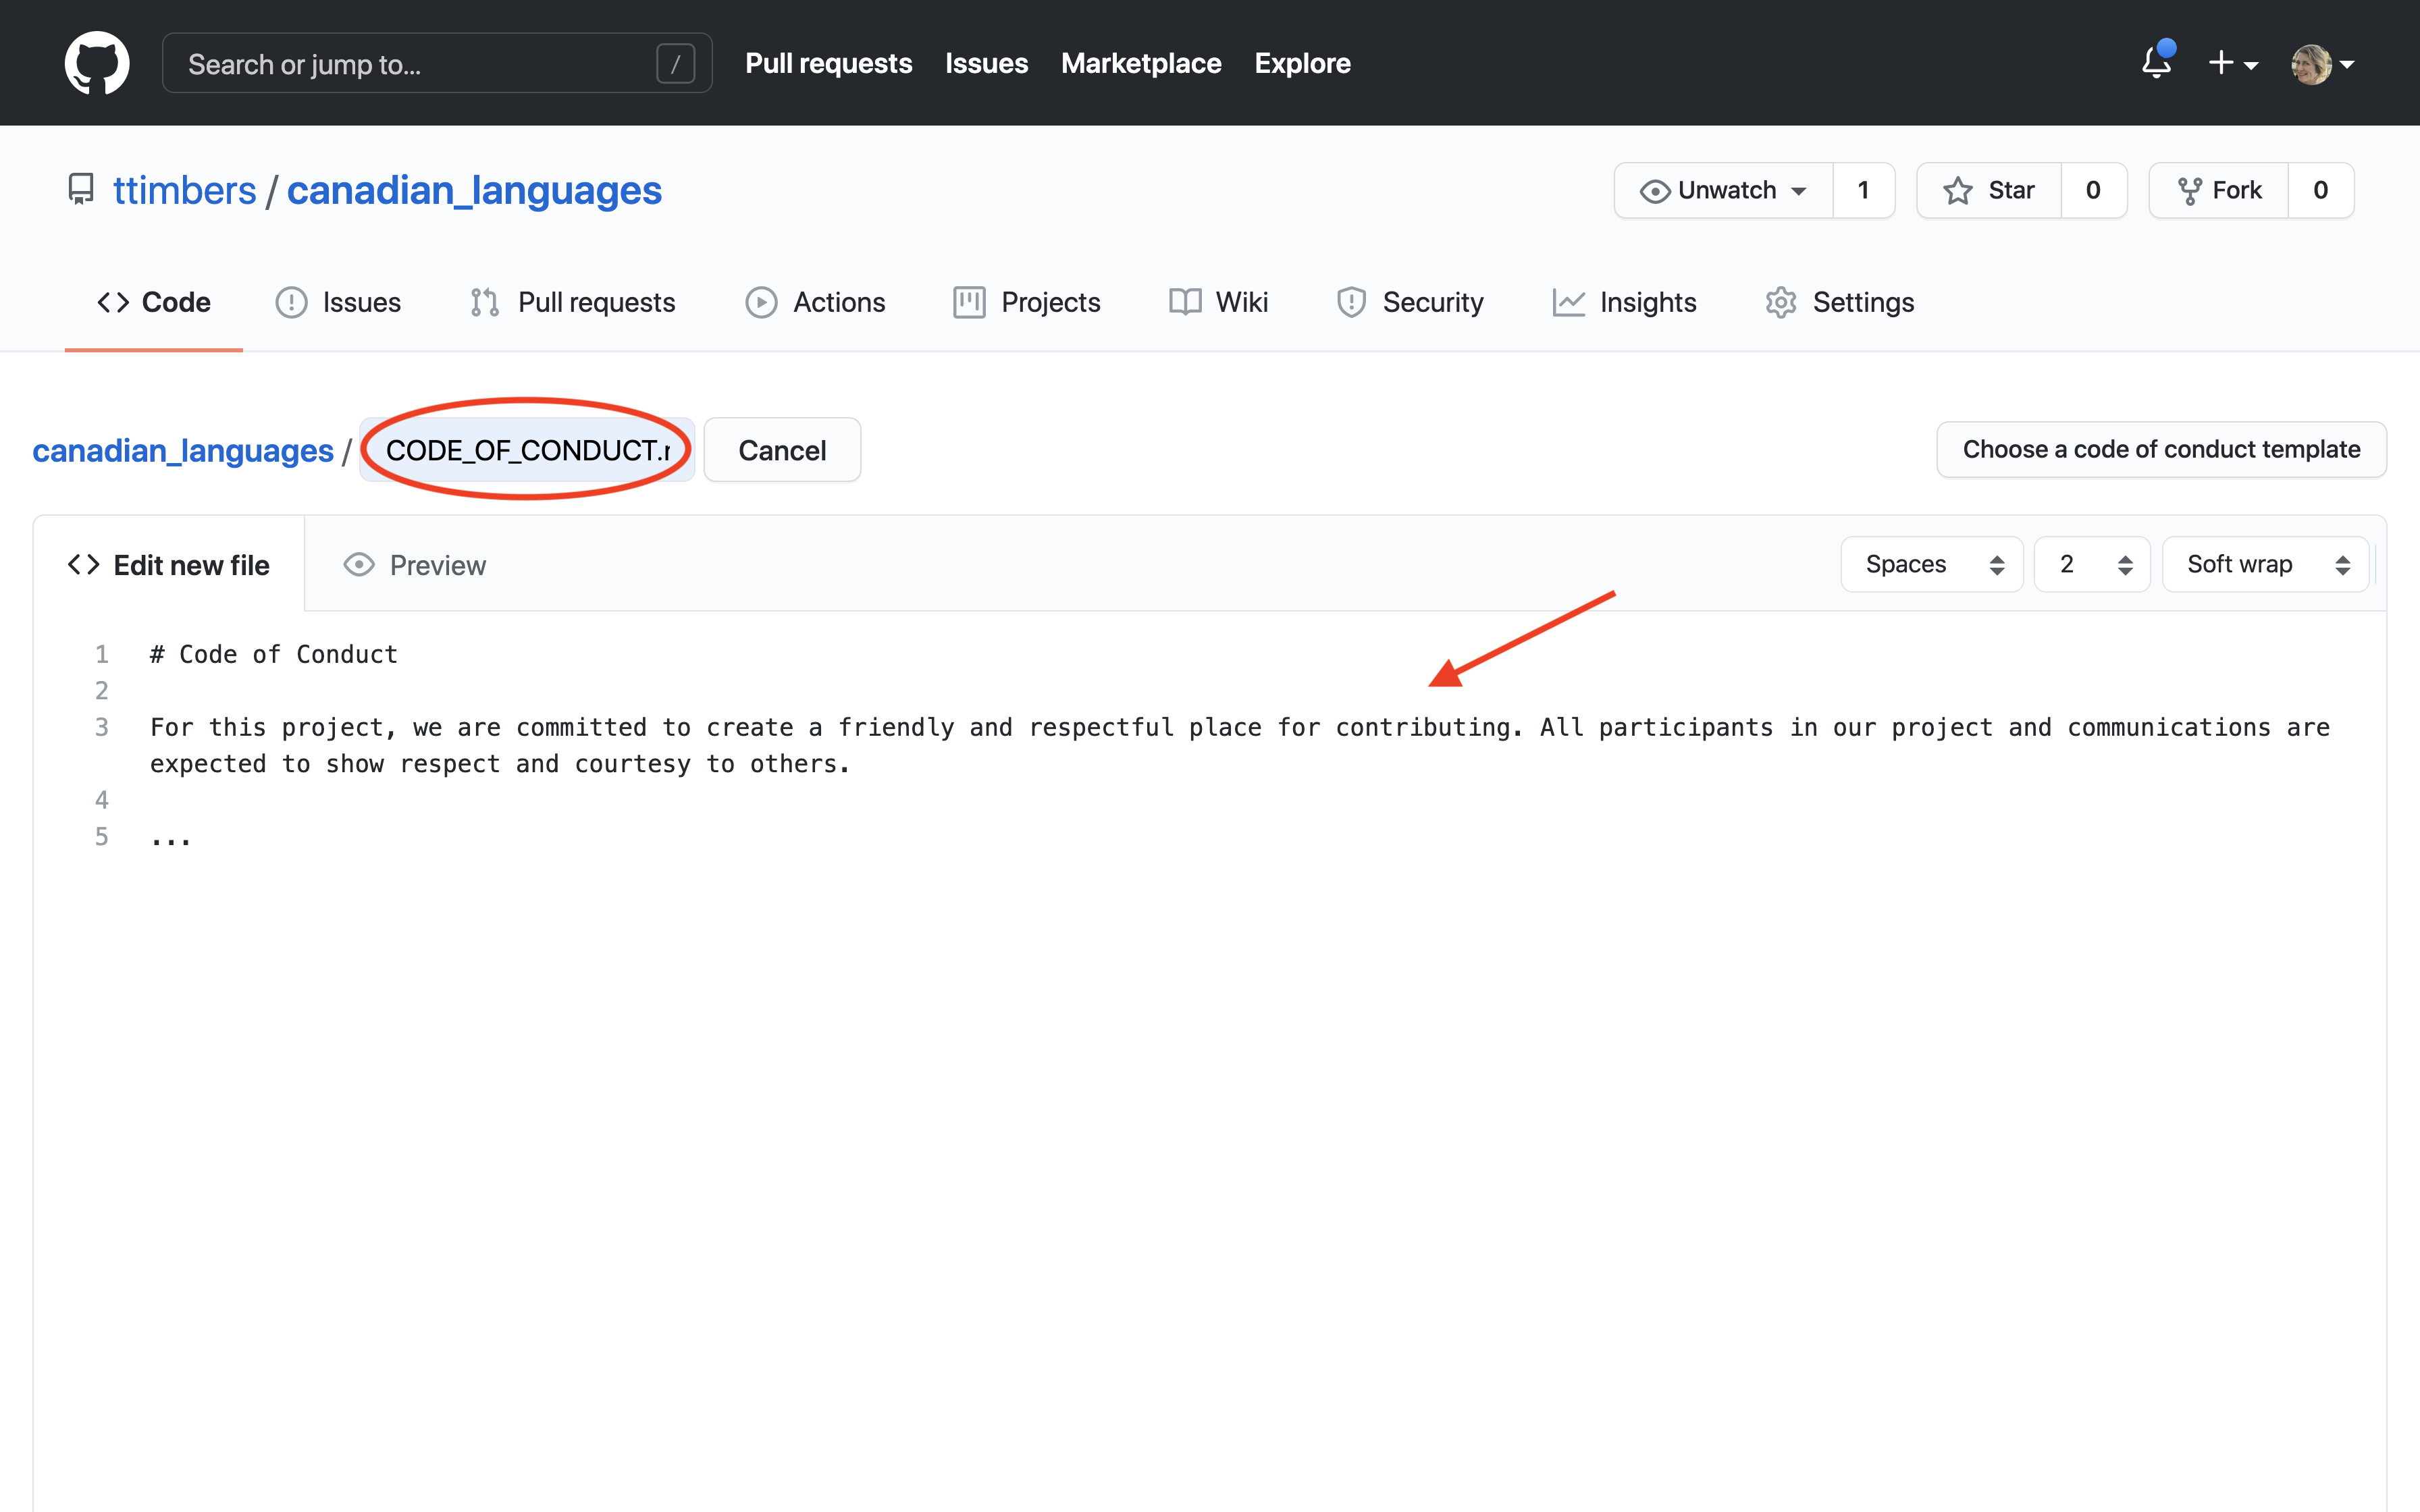 Search or jump to... / Pull requests Issues Marketplace Explore
ttimbers / canadian_languages Unwatch 1 Star 0 Fork 0
Code Issues Pull requests Actions Projects Wiki Security Insights Settings
canadian_languages / CODE_OF_CONDUCT. Cancel Choose a code of conduct template
Edit new file Preview Spaces 2 Soft wrap
1 # Code of Conduct
2
3 For this project, we are committed to create a friendly and respectful place for contributing. All participants in our project and communications are
expected to show respect and courtesy to others.
4
5 ...